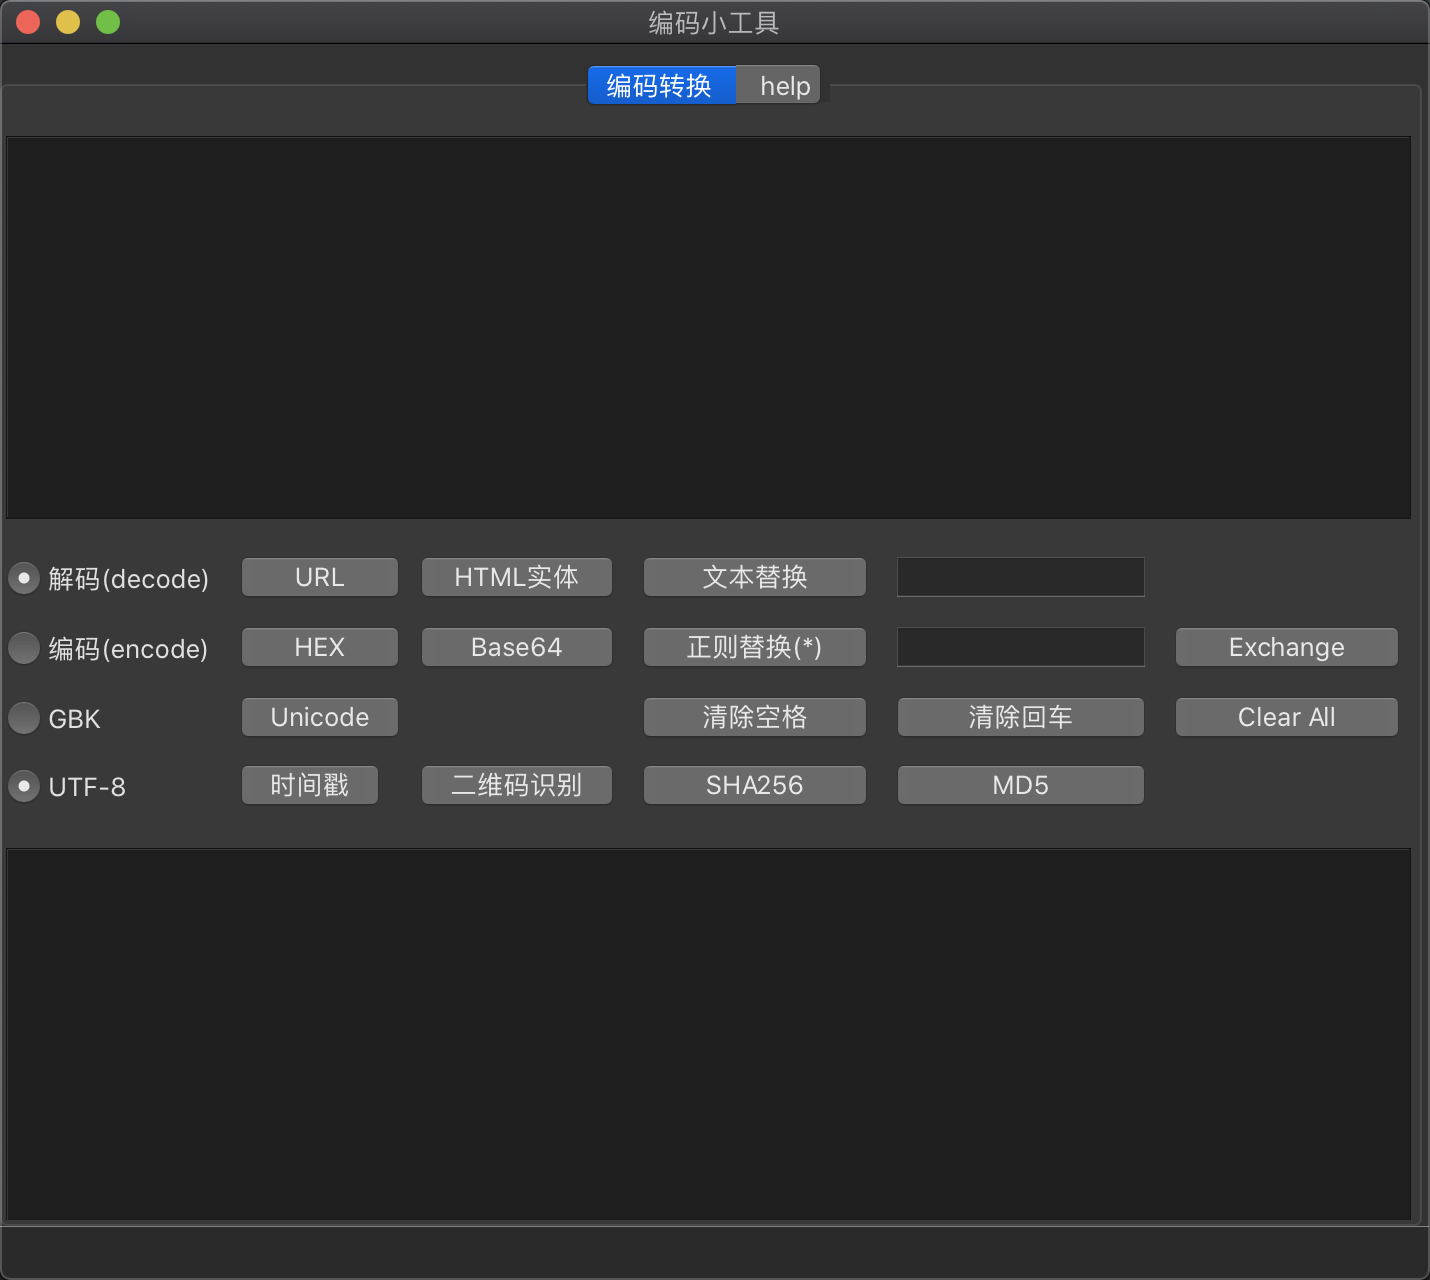 编码小工具
编码转换 help
解码(decode) URL HTML实体 文本替换
编码(encode) HEX Base64 正则替换(*) Exchange
GBK Unicode 清除空格 清除回车 Clear All
UTF-8 时间戳 二维码识别 SHA256 MD5